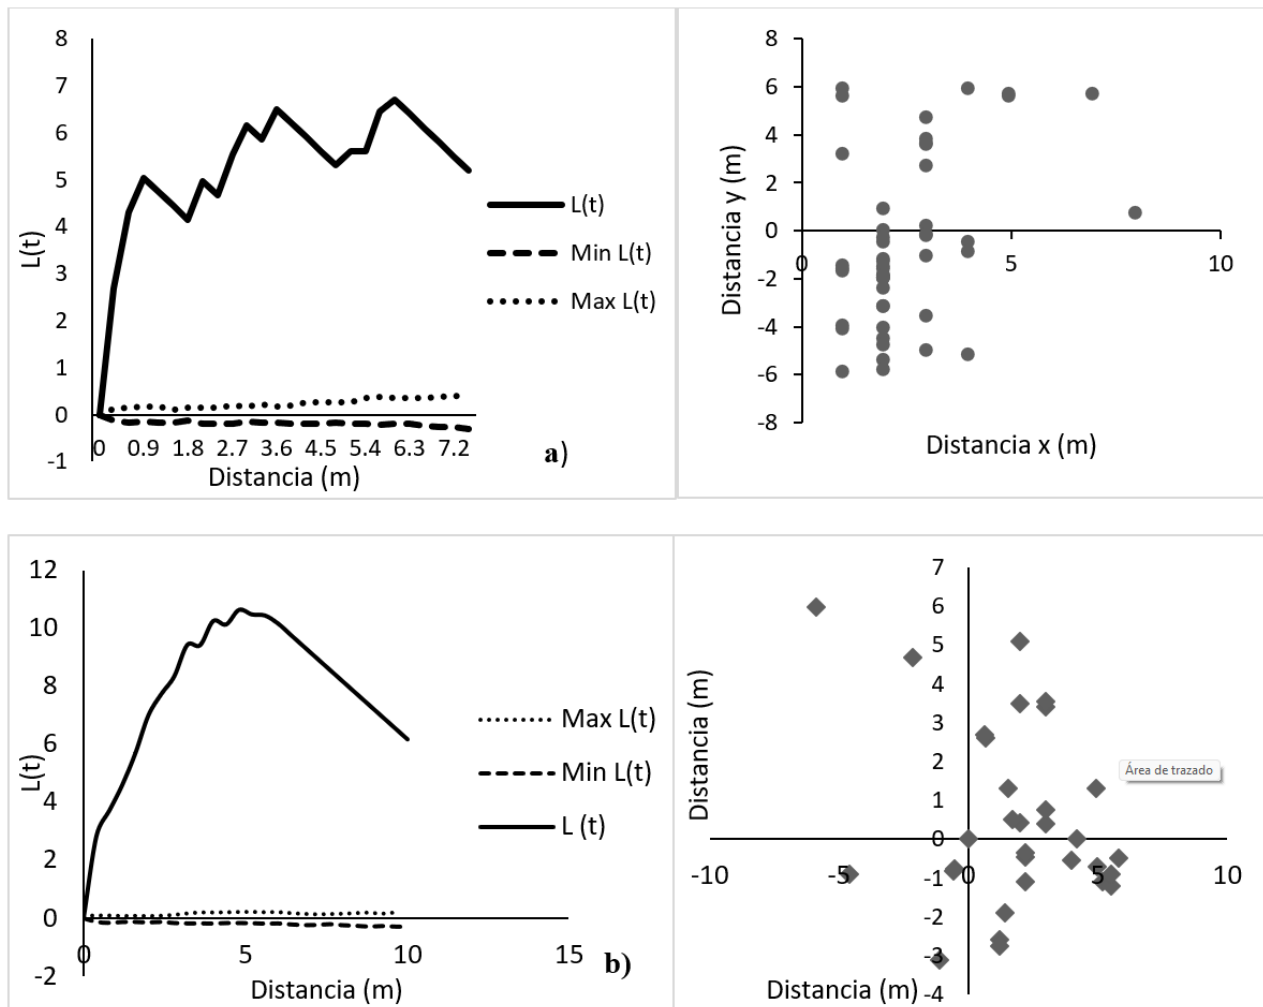 8
7
6
5
4
3
2
1
0
-1
L(t)
0 0.9 1.8 2.7 3.6 4.5 5.4 6.3 7.2
Distancia (m)
L(t)
Min L(t)
Max L(t)
a)
8
6
4
2
0
-2
-4
-6
-8
Distancia y (m)
0 5 10
Distancia x (m)
12
10
8
6
4
2
0
-2
L(t)
0 5 10 15
Distancia (m)
Max L(t)
Min L(t)
L (t)
b)
7
6
5
4
3
2
1
0
-1
-2
-3
-4
Distancia (m)
-10 -5 0 5 10
Distancia (m)
Área de trazado